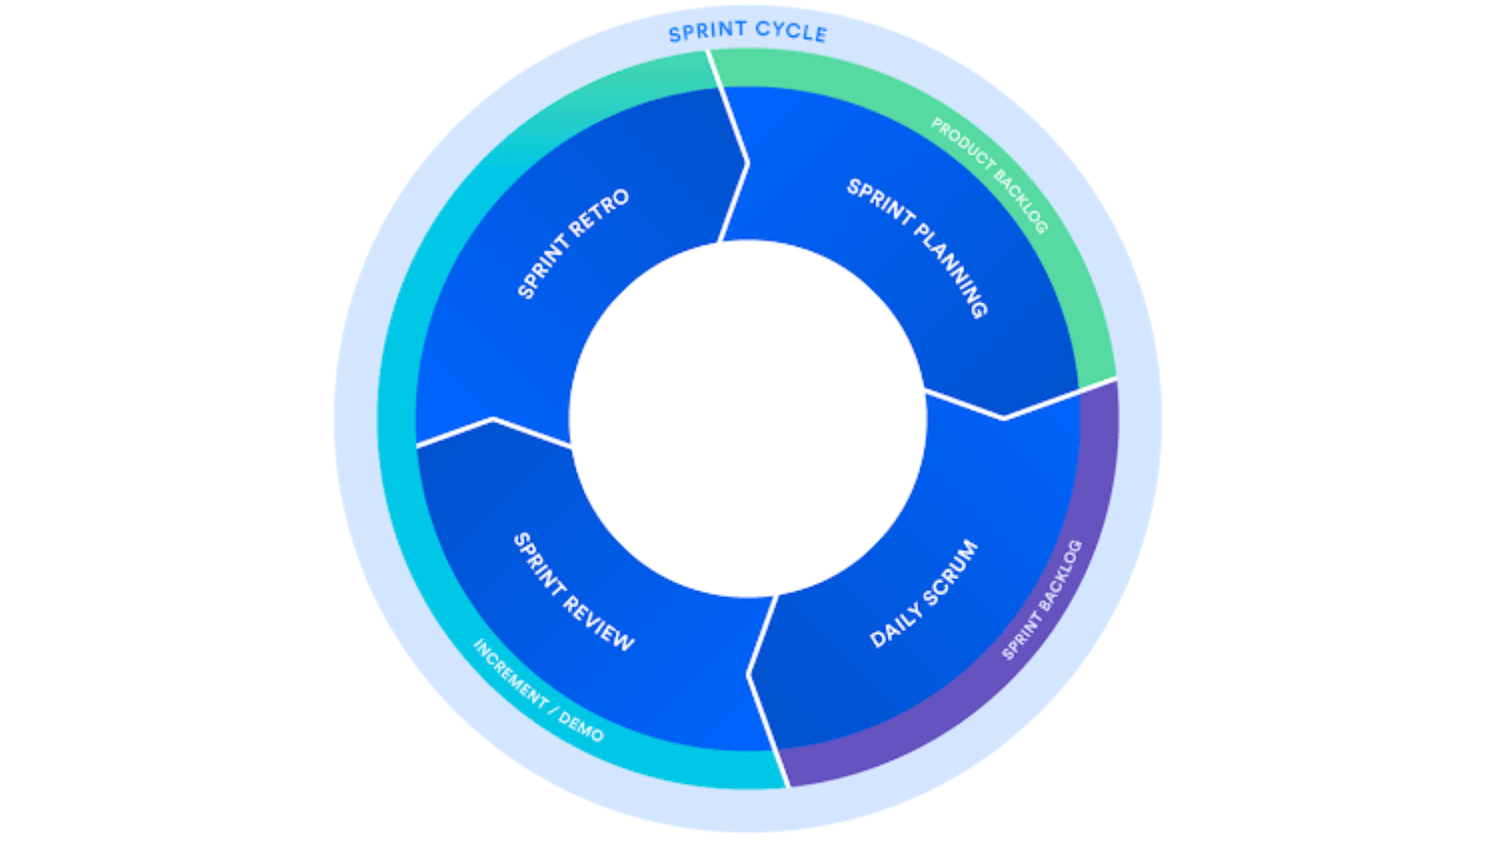 SPRINT CYCLE
PRODUCT BACKLOG
SPRINT PLANNING
SPRINT BACKLOG
DAILY SCRUM
INCREMENT / DEMO
SPRINT REVIEW
SPRINT RETRO